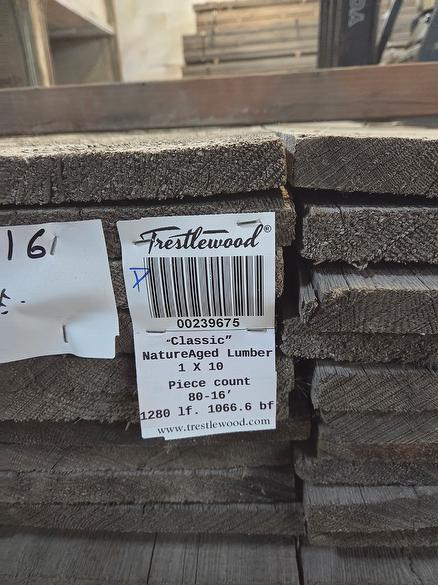 16
Trestlewood®
00239675
"Classic"
NatureAged Lumber
1 X 10
Piece count
80-16'
1280 lf. 1066.6 bf
www.trestlewood.com